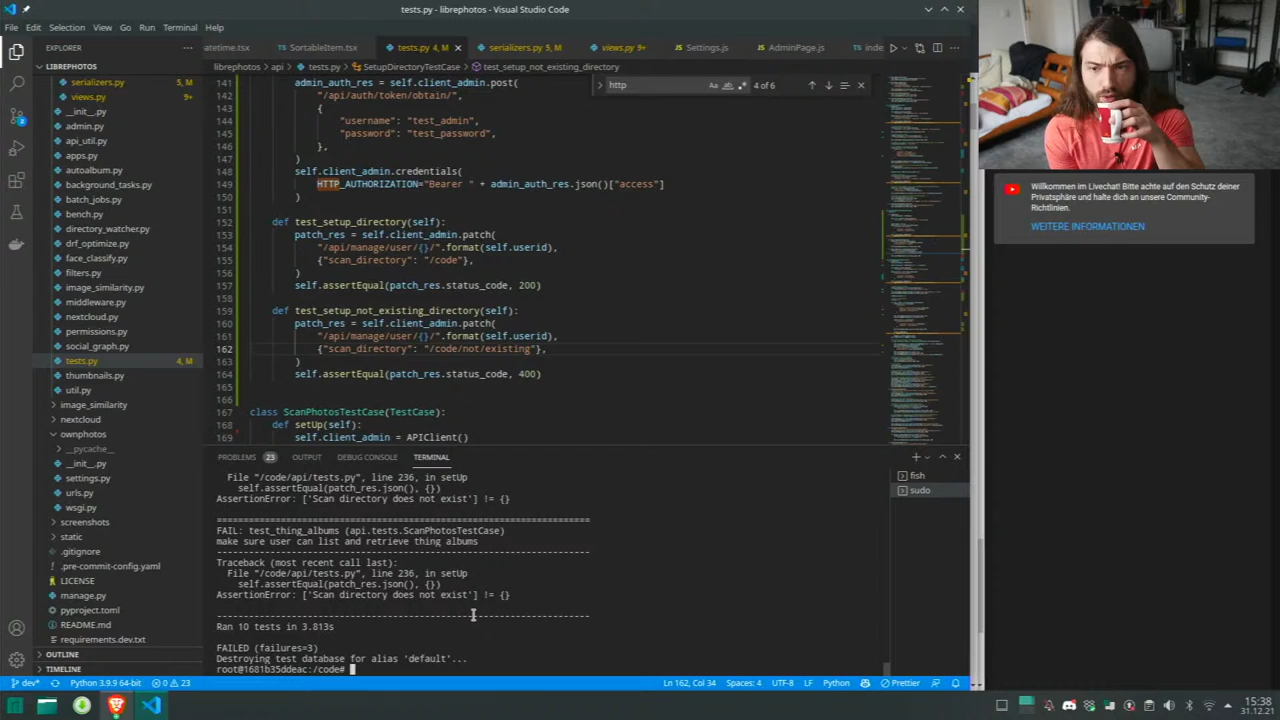 tests.py - librephotos - Visual Studio Code
File Edit Selection View Go Run Terminal Help
EXPLORER
LIBREPHOTOS
serializers.py 5, M
views.py 9+
__init__.py
admin.py
api_util.py
apps.py
autoalbum.py
background_tasks.py
batch_jobs.py
bench.py
directory_watcher.py
drf_optimize.py
face_classify.py
filters.py
image_similarity.py
middleware.py
nextcloud.py
permissions.py
social_graph.py
tests.py 4, M
thumbnails.py
util.py
image_similarity
nextcloud
ownphotos
__pycache__
__init__.py
settings.py
urls.py
wsgi.py
screenshots
static
.gitignore
.pre-commit-config.yaml
LICENSE
manage.py
pyproject.toml
README.md
requirements.dev.txt
OUTLINE
TIMELINE
datetime.tsx SortableItem.tsx tests.py 4, M serializers.py 5, M views.py 9+ Settings.js AdminPage.js inde
librephotos > api > tests.py > SetupDirectoryTestCase > test_setup_not_existing_directory
http Aa ab 4 of 6
141 admin_auth_res = self.client_admin.post(
142 "/api/auth/token/obtain/",
143 {
144 "username": "test_admin",
145 "password": "test_password",
146 },
147 )
148 self.client_admin.credentials(
149 HTTP_AUTHORIZATION="Bearer " + admin_auth_res.json()["access"]
150 )
151
152 def test_setup_directory(self):
153 patch_res = self.client_admin.patch(
154 "/api/manage/user/{}/".format(self.userid),
155 {"scan_directory": "/code"},
156 )
157 self.assertEqual(patch_res.status_code, 200)
158
159 def test_setup_not_existing_directory(self):
160 patch_res = self.client_admin.patch(
161 "/api/manage/user/{}/".format(self.userid),
162 {"scan_directory": "/code/not/existing"},
163 )
164 self.assertEqual(patch_res.status_code, 400)
165
166
167 class ScanPhotosTestCase(TestCase):
168 def setUp(self):
169 self.client_admin = APIClient()
PROBLEMS 23 OUTPUT DEBUG CONSOLE TERMINAL
File "/code/api/tests.py", line 236, in setUp
self.assertEqual(patch_res.json(), {})
AssertionError: ['Scan directory does not exist'] != {}
======================================================================
FAIL: test_thing_albums (api.tests.ScanPhotosTestCase)
make sure user can list and retrieve thing albums
----------------------------------------------------------------------
Traceback (most recent call last):
File "/code/api/tests.py", line 236, in setUp
self.assertEqual(patch_res.json(), {})
AssertionError: ['Scan directory does not exist'] != {}
----------------------------------------------------------------------
Ran 10 tests in 3.813s
FAILED (failures=3)
Destroying test database for alias 'default'...
root@1681b35ddeac:/code#
fish
sudo
dev* Python 3.9.9 64-bit 0 23 Ln 162, Col 34 Spaces: 4 UTF-8 LF Python Prettier
Willkommen im Livechat! Bitte achte auf den Schutz deiner
Privatsphäre und halte dich an unsere Community-
Richtlinien.
WEITERE INFORMATIONEN
15:38
31.12.21